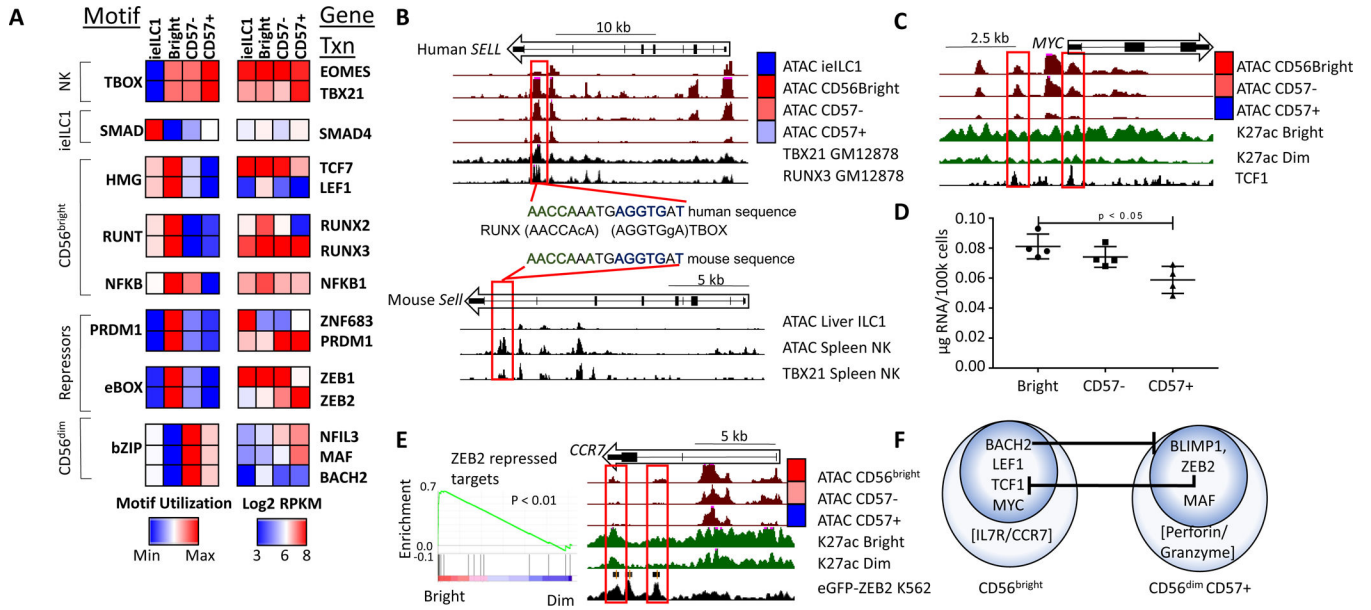 A
Motif
Gene
Txn
ieILC1
Bright
CD57-
CD57+
ieILC1
Bright
CD57-
CD57+
NK
TBOX
EOMES
TBX21
ieILC1
SMAD
SMAD4
CD56bright
HMG
TCF7
LEF1
RUNT
RUNX2
RUNX3
NFKB
NFKB1
Repressors
PRDM1
ZNF683
PRDM1
eBOX
ZEB1
ZEB2
CD56dim
bZIP
NFIL3
MAF
BACH2
Motif Utilization
Min
Max
Log2 RPKM
3 6 8
B
10 kb
Human SELL
ATAC ieILC1
ATAC CD56Bright
ATAC CD57-
ATAC CD57+
TBX21 GM12878
RUNX3 GM12878
AACCAAATGAGGTGAT human sequence
RUNX (AACCAcA) (AGGTGgA)TBOX
AACCAAATGAGGTGAT mouse sequence
5 kb
Mouse Sell
ATAC Liver ILC1
ATAC Spleen NK
TBX21 Spleen NK
C
2.5 kb
MYC
ATAC CD56Bright
ATAC CD57-
ATAC CD57+
K27ac Bright
K27ac Dim
TCF1
D
p < 0.05
µg RNA/100k cells
0.10
0.08
0.06
0.04
0.02
0.00
Bright
CD57-
CD57+
E
ZEB2 repressed
targets
P < 0.01
Enrichment
0.7
0.0
-0.1
Bright
Dim
CCR7
5 kb
ATAC CD56bright
ATAC CD57-
ATAC CD57+
K27ac Bright
K27ac Dim
eGFP-ZEB2 K562
F
BACH2
LEF1
TCF1
MYC
[IL7R/CCR7]
CD56bright
BLIMP1,
ZEB2
MAF
[Perforin/
Granzyme]
CD56dim CD57+